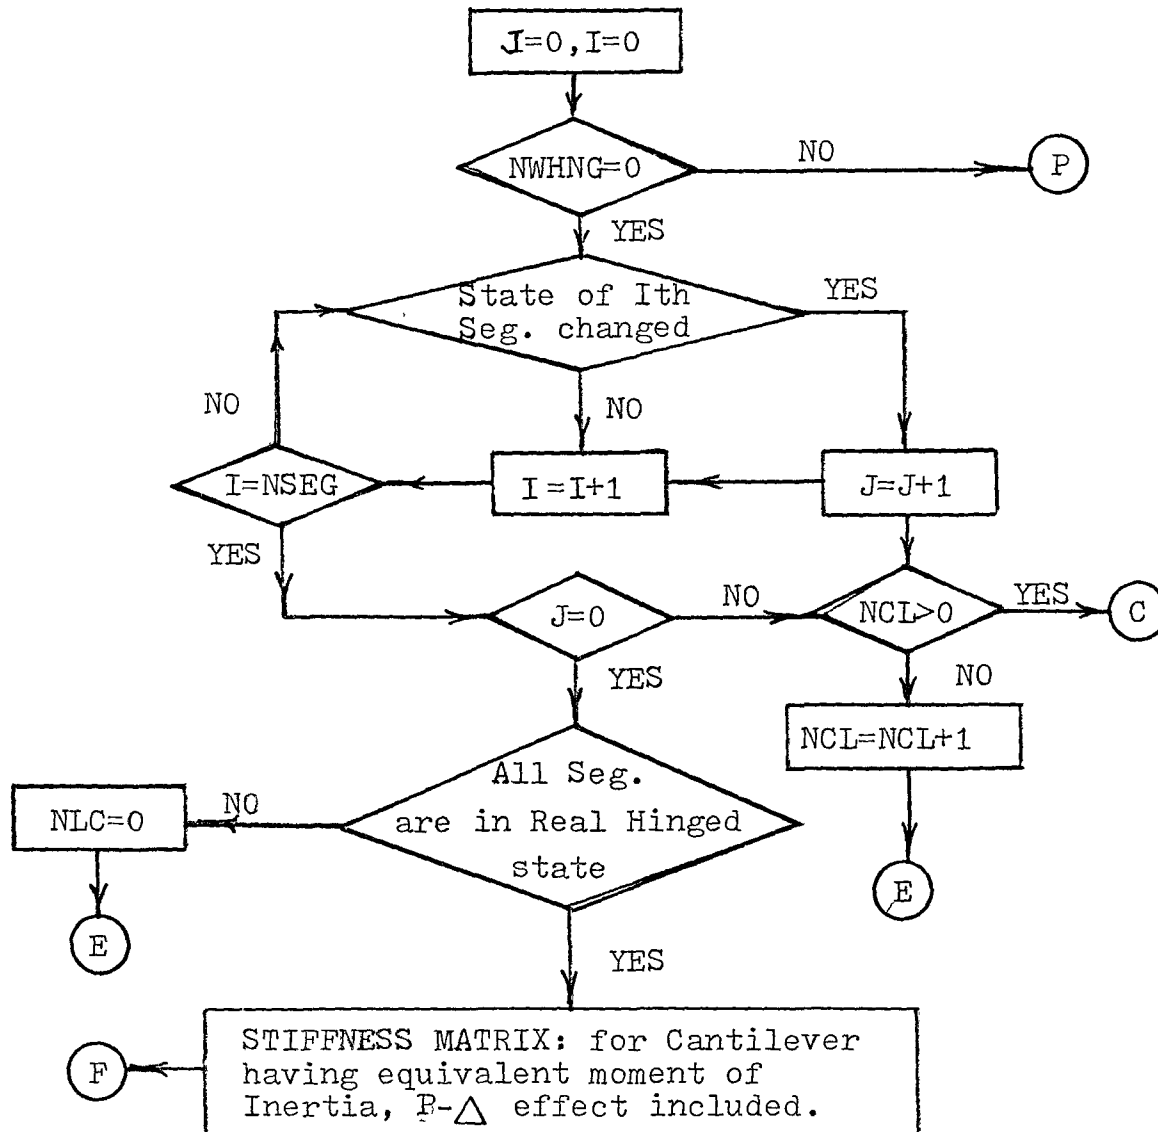 J=0,I=0
NWHNG=0
NO
P
YES
State of Ith
Seg. changed
YES
NO
NO
I=NSEG
I=I+1
J=J+1
YES
J=0
NO
NCL>0
YES
C
YES
NO
NCL=NCL+1
All Seg.
are in Real Hinged
state
NO
NLC=0
E
E
YES
STIFFNESS MATRIX: for Cantilever
having equivalent moment of
Inertia, P-△ effect included.
F